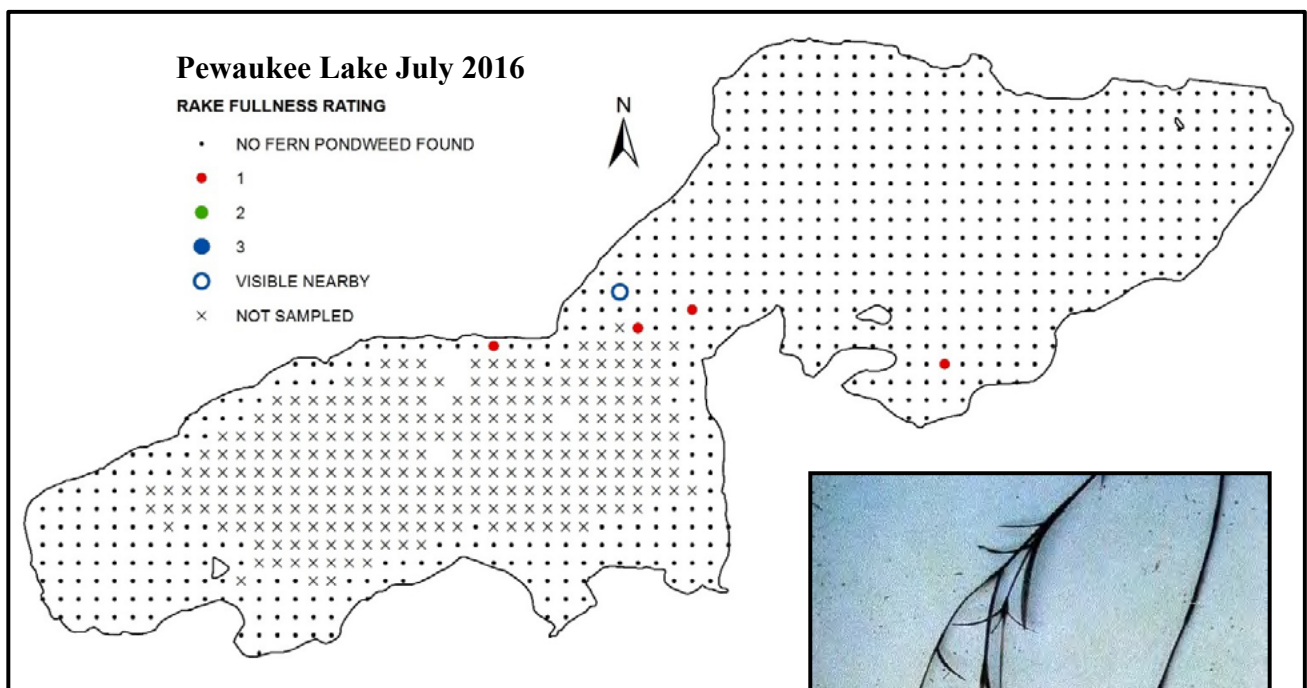 Pewaukee Lake July 2016
RAKE FULLNESS RATING
NO FERN PONDWEED FOUND
1
2
3
VISIBLE NEARBY
NOT SAMPLED
N